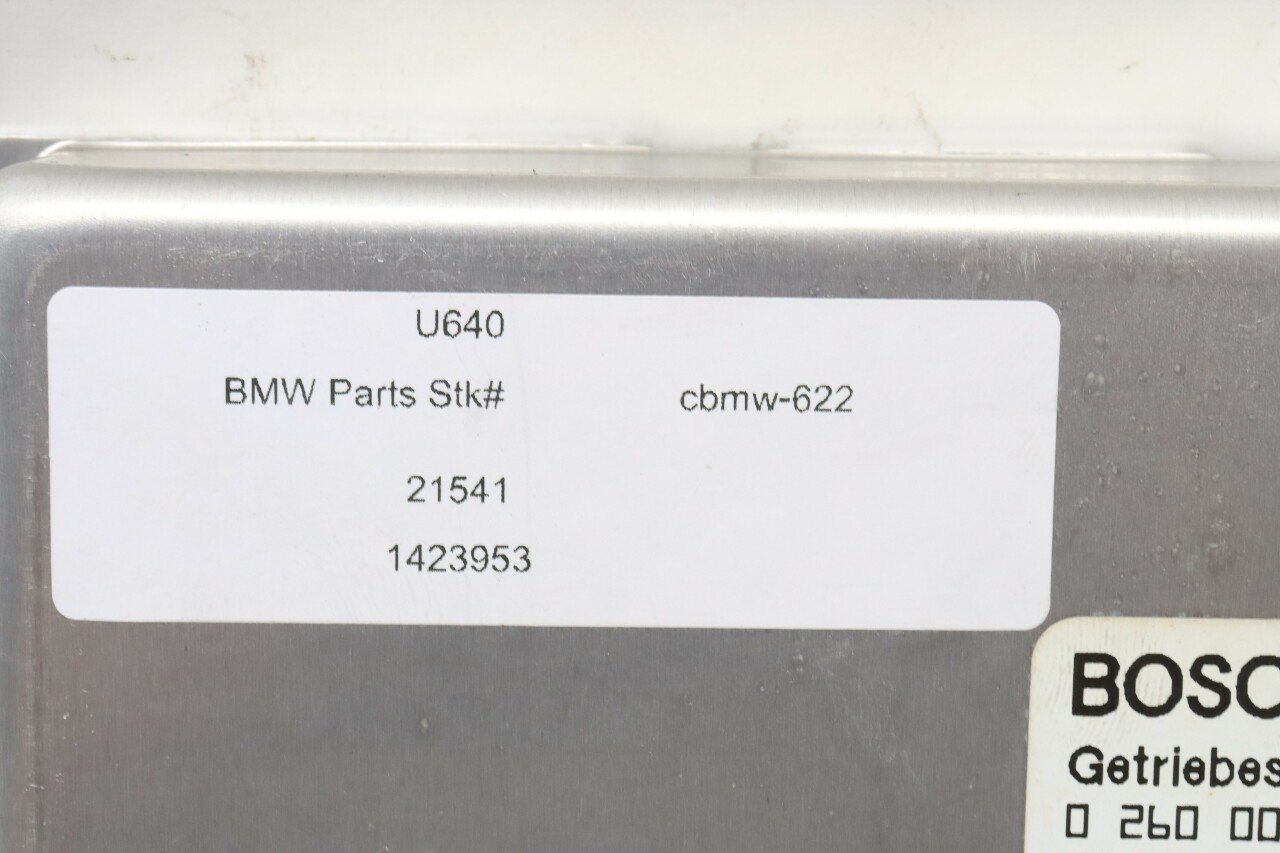 U640
BMW Parts Stk# cbmw-622
21541
1423953
BOSC
Getriebes
0 260 00